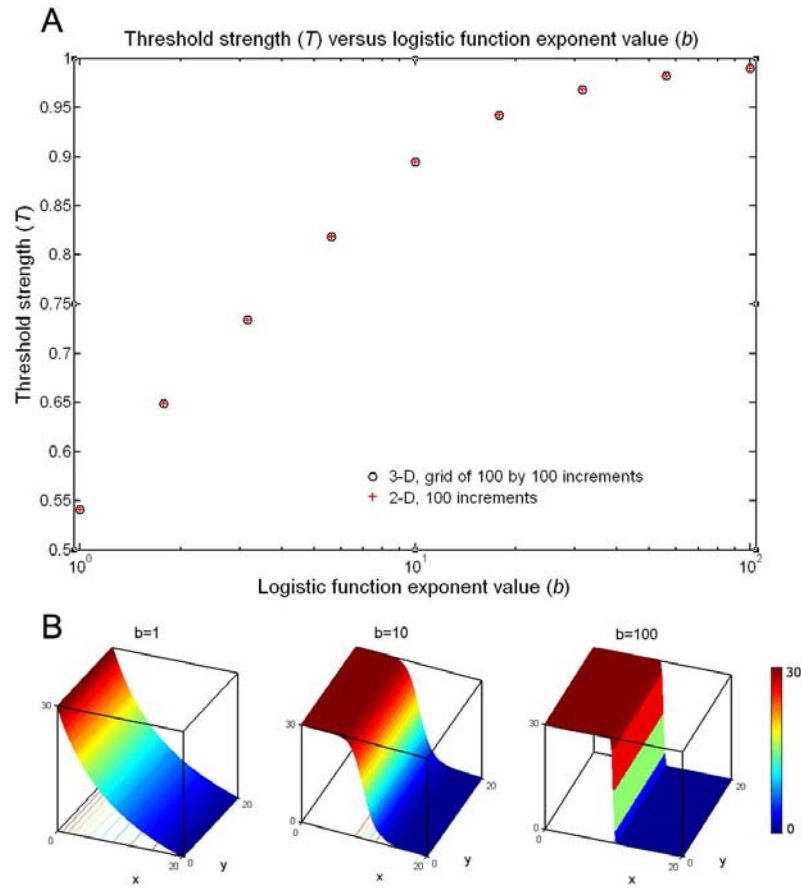 A
Threshold strength (T) versus logistic function exponent value (b)
1
0.95
0.9
0.85
0.8
0.75
0.7
0.65
0.6
0.55
0.5
Threshold strength (T)
3-D, grid of 100 by 100 increments
2-D, 100 increments
10^0
10^1
10^2
Logistic function exponent value (b)
B
b=1
b=10
b=100
30
0
20
20
0
x
y
30
0
20
20
0
x
y
30
0
20
20
0
x
y
30
0